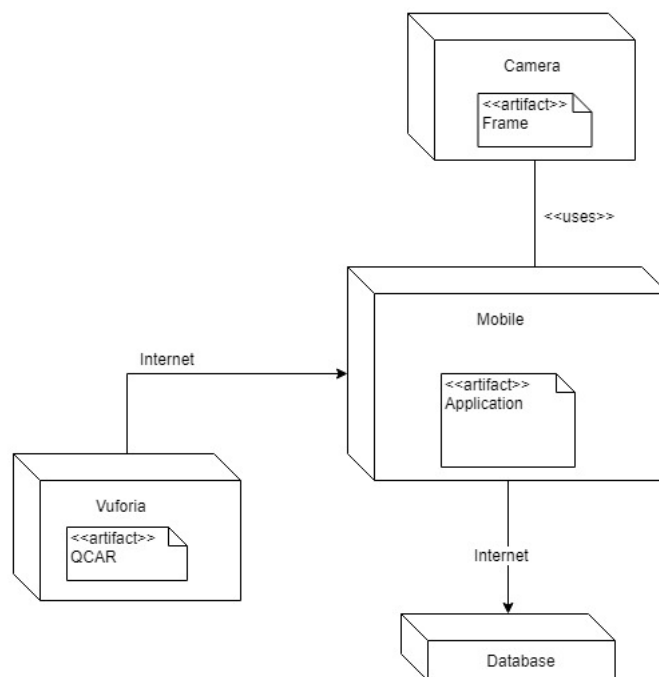 Camera
<<artifact>>
Frame
<<uses>>
Mobile
<<artifact>>
Application
Internet
Vuforia
<<artifact>>
QCAR
Internet
Database